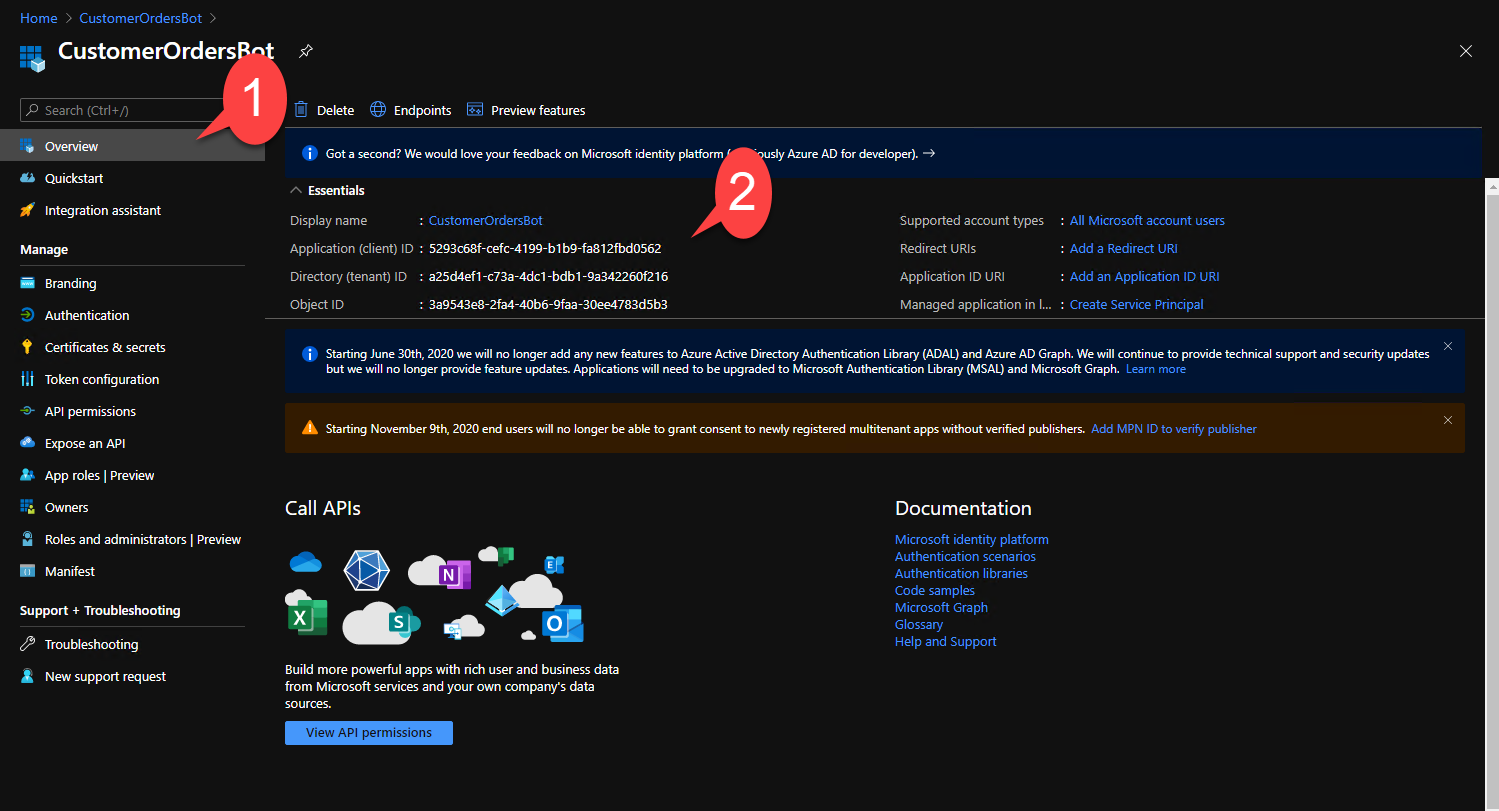 Home > CustomerOrdersBot >
CustomerOrdersBot
Search (Ctrl+/)
1
Delete
Endpoints
Preview features
Overview
Quickstart
Integration assistant
Manage
Branding
Authentication
Certificates & secrets
Token configuration
API permissions
Expose an API
App roles | Preview
Owners
Roles and administrators | Preview
Manifest
Support + Troubleshooting
Troubleshooting
New support request
i Got a second? We would love your feedback on Microsoft identity platform ( iously Azure AD for developer). →
2
Essentials
Display name : CustomerOrdersBot
Application (client) ID : 5293c68f-cefc-4199-b1b9-fa812fbd0562
Directory (tenant) ID : a25d4ef1-c73a-4dc1-bdb1-9a342260f216
Object ID : 3a9543e8-2fa4-40b6-9faa-30ee4783d5b3
Supported account types : All Microsoft account users
Redirect URIs : Add a Redirect URI
Application ID URI : Add an Application ID URI
Managed application in l... : Create Service Principal
i Starting June 30th, 2020 we will no longer add any new features to Azure Active Directory Authentication Library (ADAL) and Azure AD Graph. We will continue to provide technical support and security updates
but we will no longer provide feature updates. Applications will need to be upgraded to Microsoft Authentication Library (MSAL) and Microsoft Graph. Learn more
Starting November 9th, 2020 end users will no longer be able to grant consent to newly registered multitenant apps without verified publishers. Add MPN ID to verify publisher
Call APIs
N
E
X
S
O
Build more powerful apps with rich user and business data
from Microsoft services and your own company's data
sources.
View API permissions
Documentation
Microsoft identity platform
Authentication scenarios
Authentication libraries
Code samples
Microsoft Graph
Glossary
Help and Support